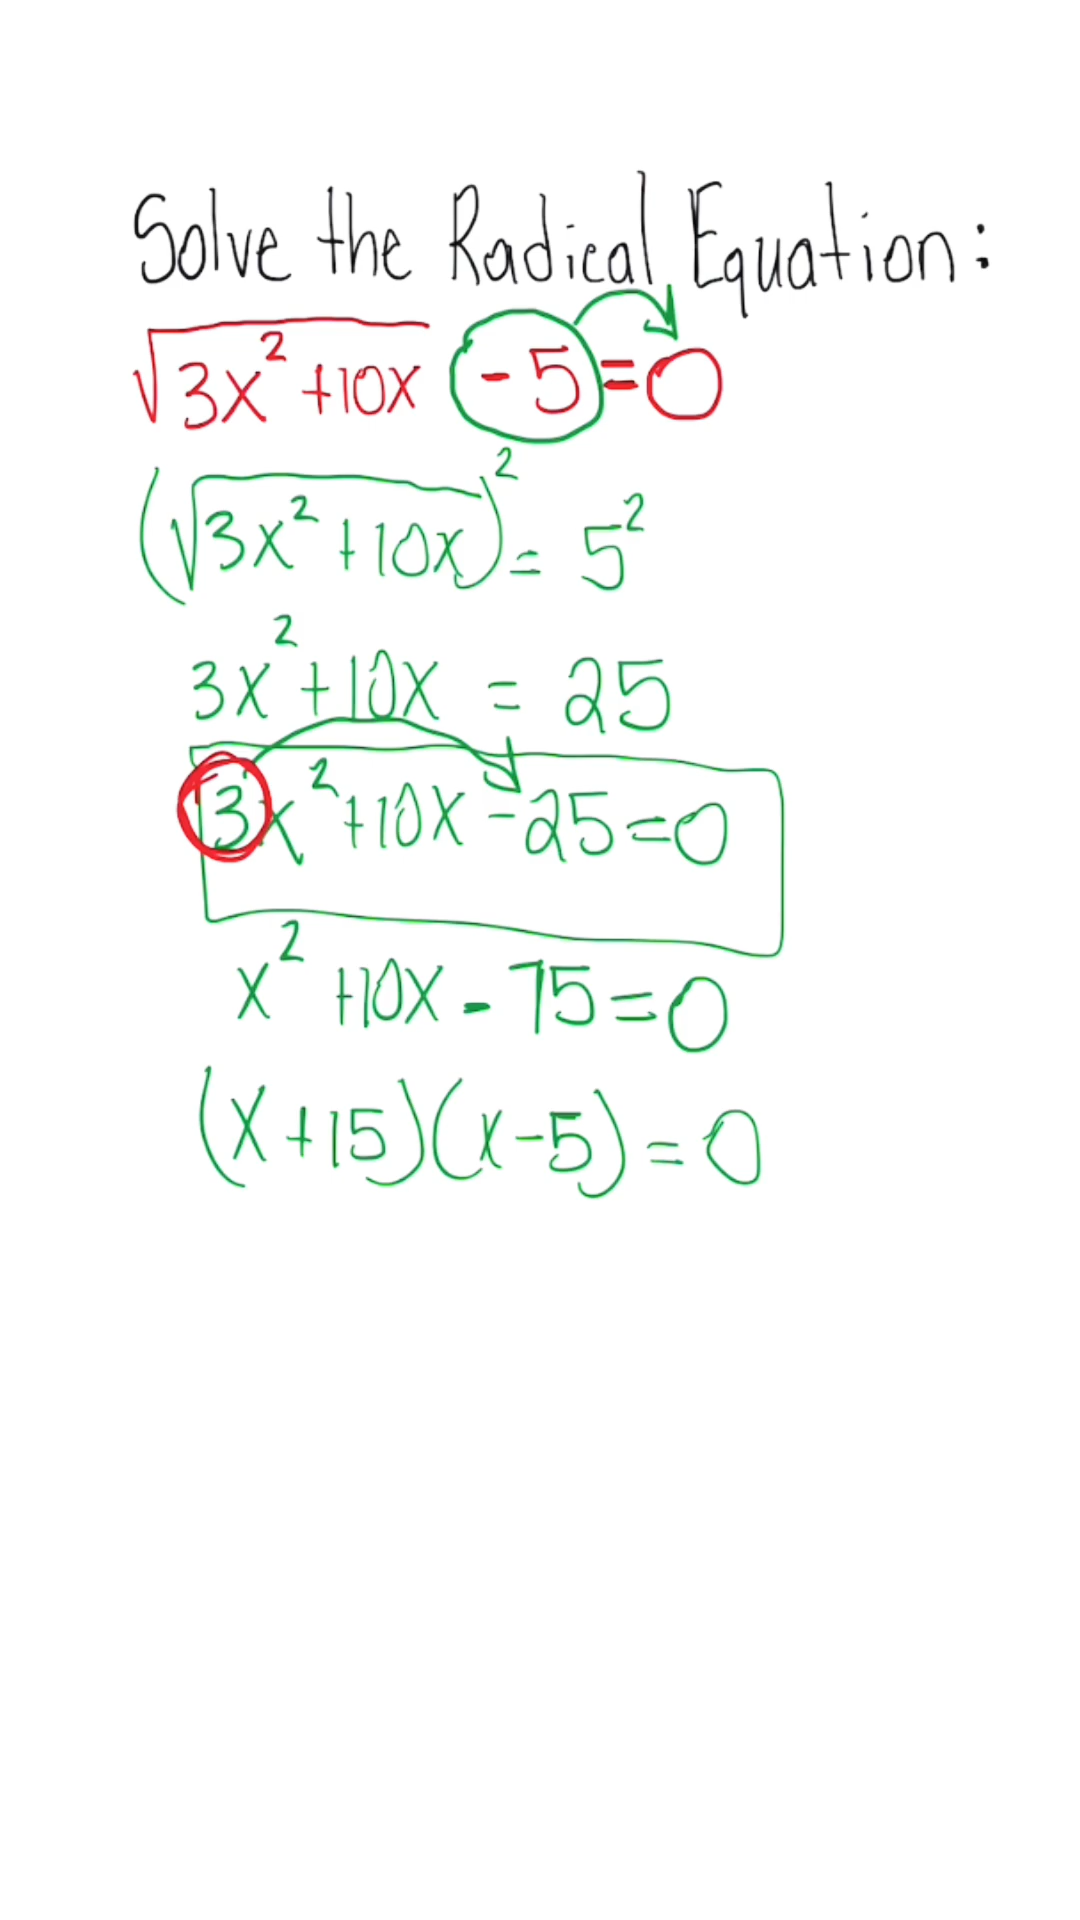 Solve the Radical Equation:
√(3x² +10x) -5=0
(√(3x² +10x))² = 5²
3x² +10x = 25
3x² +10x -25=0
x² +10x - 75=0
(x +15)(x -5) = 0